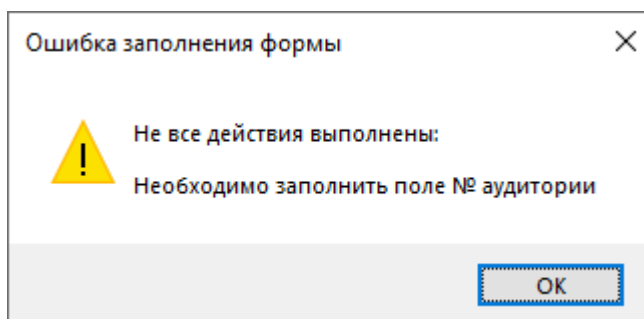 Ошибка заполнения формы
Не все действия выполнены:
Необходимо заполнить поле № аудитории
OK